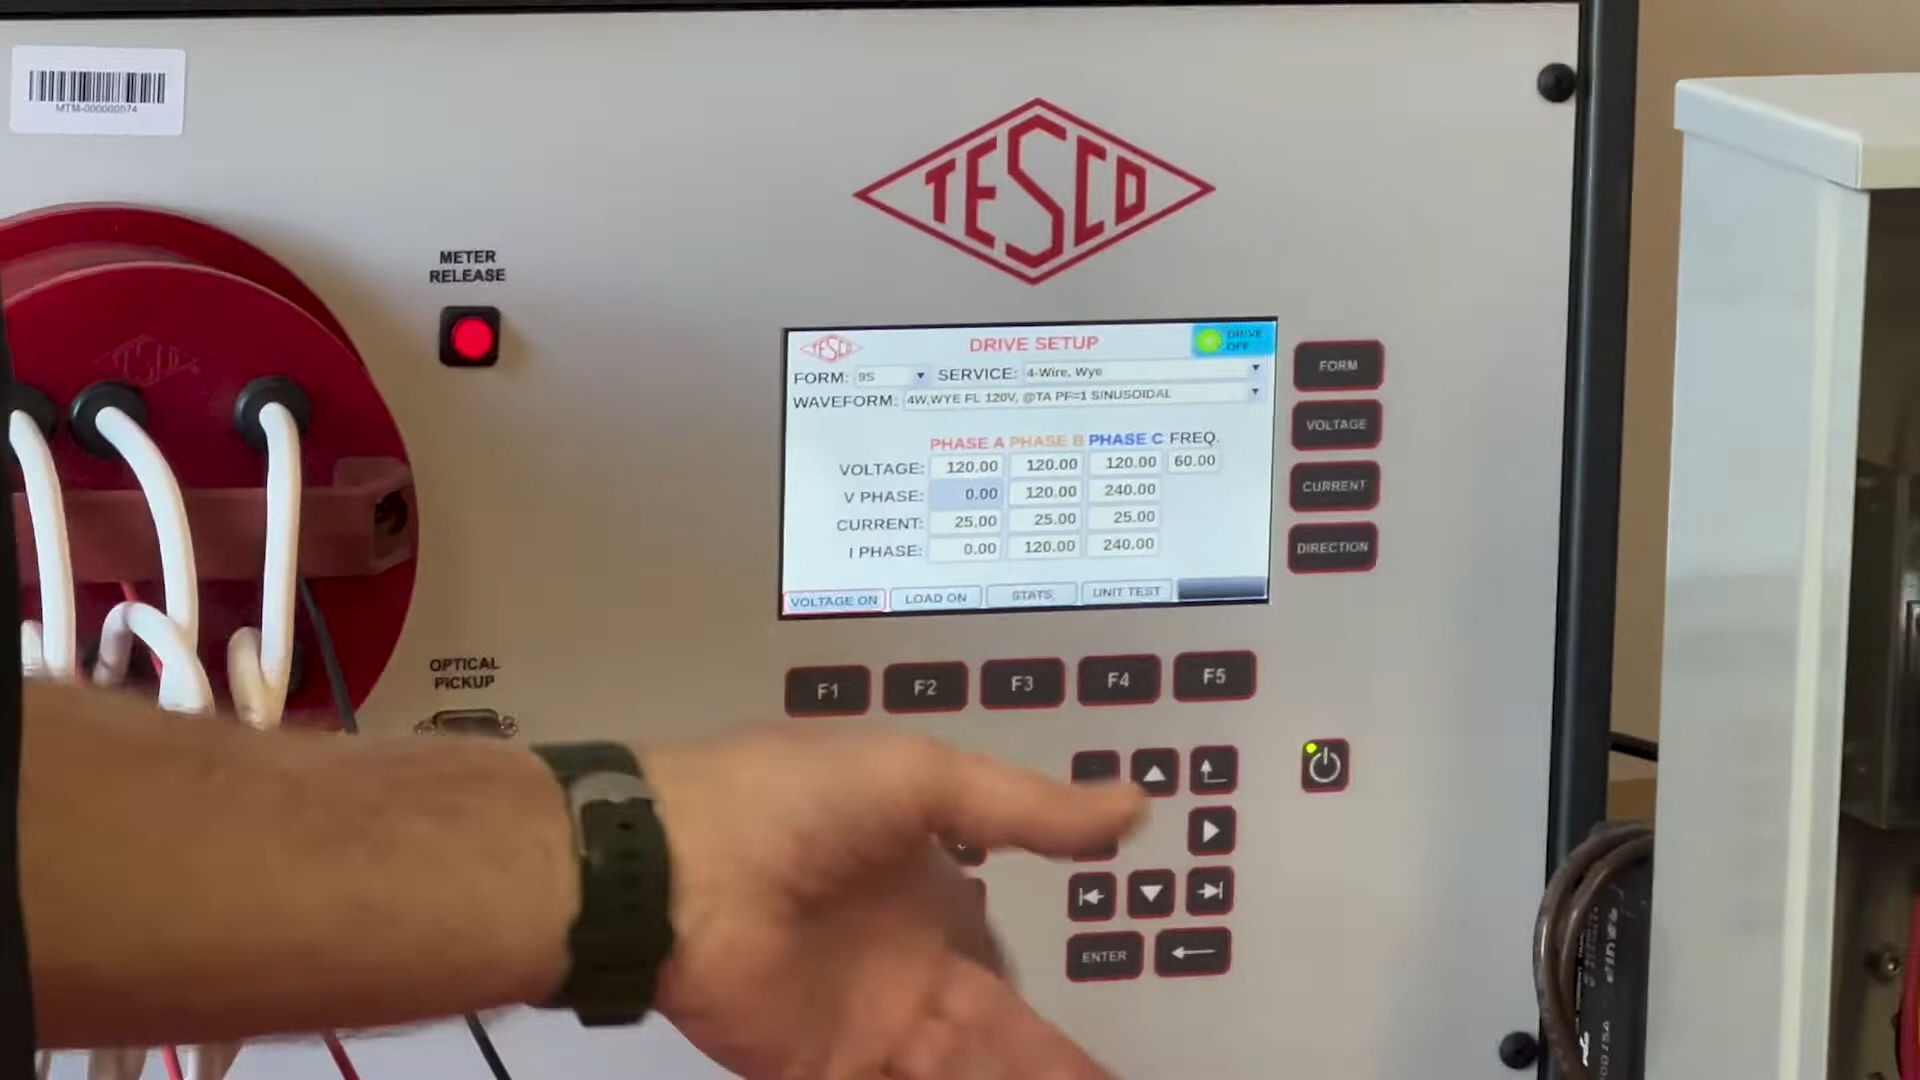 MTM-000000074
TESCO
METER
RELEASE
TESCO
DRIVE SETUP
DRIVE
OFF
FORM: 9S SERVICE: 4-Wire, Wye
WAVEFORM: 4W,WYE FL 120V, @TA PF=1 SINUSOIDAL
PHASE A PHASE B PHASE C FREQ.
VOLTAGE: 120.00 120.00 120.00 60.00
V PHASE: 0.00 120.00 240.00
CURRENT: 25.00 25.00 25.00
I PHASE: 0.00 120.00 240.00
VOLTAGE ON LOAD ON STATS UNIT TEST
FORM
VOLTAGE
CURRENT
DIRECTION
TESCO
OPTICAL
PICKUP
F1 F2 F3 F4 F5
ENTER